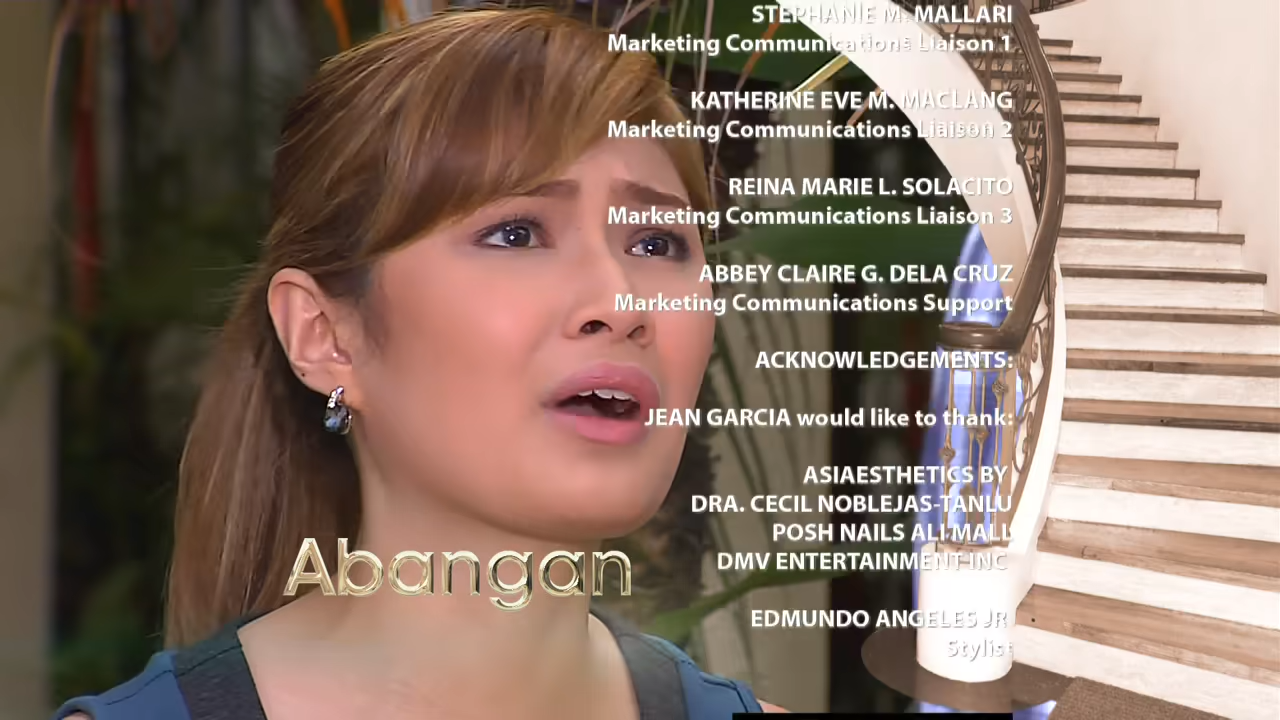 STEPHANIE M. MALLARI
Marketing Communications Liaison 1
KATHERINE EVE M. MACLANG
Marketing Communications Liaison 2
REINA MARIE L. SOLACITO
Marketing Communications Liaison 3
ABBEY CLAIRE G. DELA CRUZ
Marketing Communications Support
ACKNOWLEDGEMENTS:
JEAN GARCIA would like to thank:
ASIAESTHETICS BY
DRA. CECIL NOBLEJAS-TANLU
POSH NAILS ALI MALL
DMV ENTERTAINMENT INC
EDMUNDO ANGELES JR
Stylist
Abangan